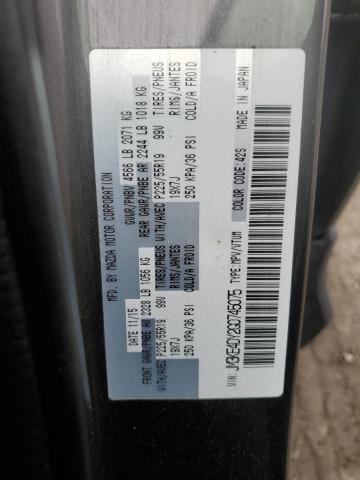 MFD. BY MAZDA MOTOR CORPORATION
DATE 11/15 GVWR/PNBV 4566 LB 2071 KG
FRONT GAWR/PNBE AV 2328 LB 1056 KG REAR GAWR/PNBE AR 2244 LB 1018 KG
WITH/AVEC P225/55R19 99V TIRES/PNEUS WITH/AVEC P225/55R19 99V TIRES/PNEUS
19X7J RIMS/JANTES 19X7J RIMS/JANTES
250 KPA/36 PSI COLD/A FROID 250 KPA/36 PSI COLD/A FROID
VIN: JM3KE4DY2G0746075 TYPE:MPV/VTUM COLOR CODE:42S MADE IN JAPAN